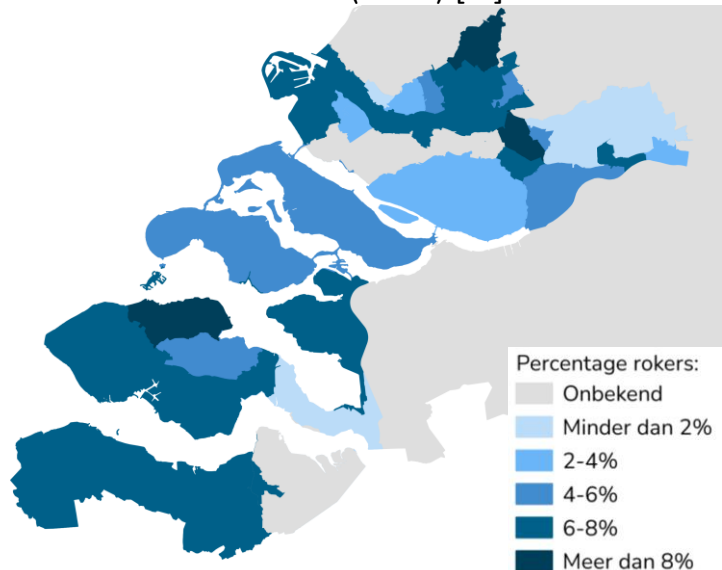 Percentage rokers:
Onbekend
Minder dan 2%
2-4%
4-6%
6-8%
Meer dan 8%